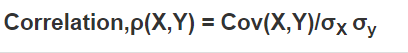 Correlation,ρ(X,Y) = Cov(X,Y)/σX σy